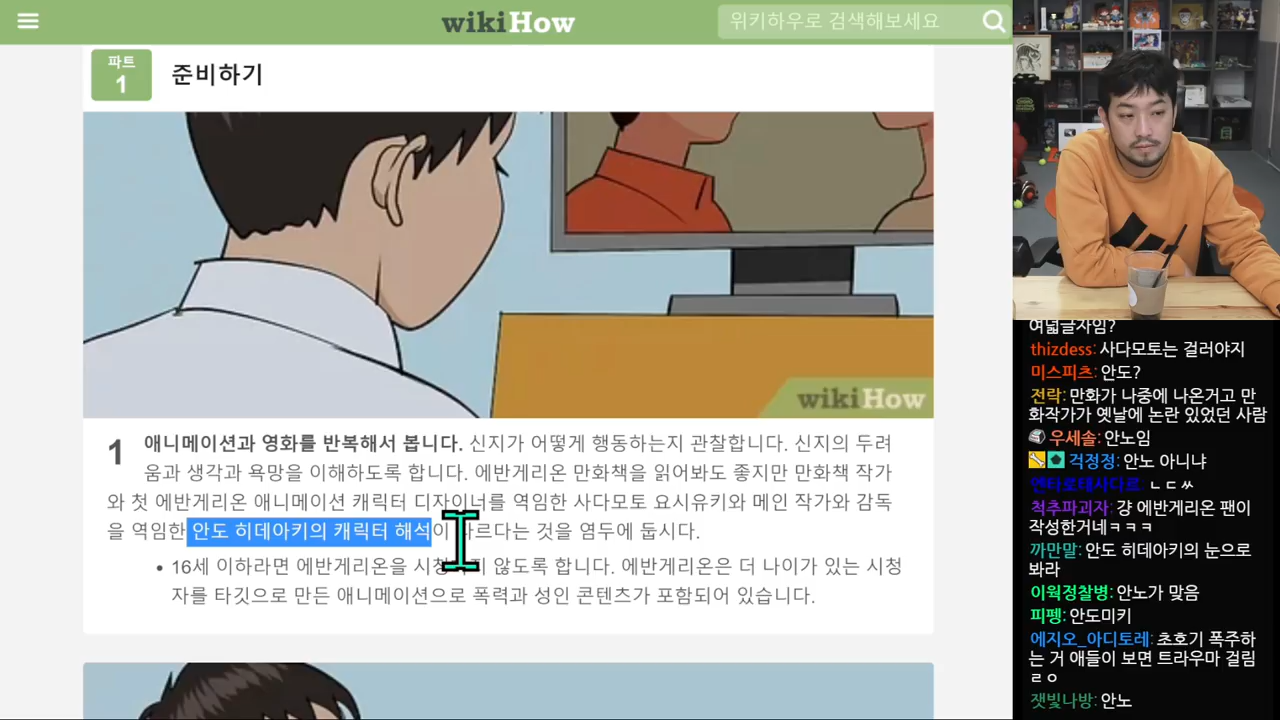 wikiHow
위키하우로 검색해보세요
파트
1
준비하기
wikiHow
1
애니메이션과 영화를 반복해서 봅니다. 신지가 어떻게 행동하는지 관찰합니다. 신지의 두려
움과 생각과 욕망을 이해하도록 합니다. 에반게리온 만화책을 읽어봐도 좋지만 만화책 작가
와 첫 에반게리온 애니메이션캐릭터 디자이너를 역임한 사다모토 요시유키와 메인 작가와 감독
을 역임한 안도 히데아키의 캐릭터 해석이 다르다는 것을 염두에 둡시다.
• 16세 이하라면 에반게리온을 시청하지 않도록 합니다. 에반게리온은 더 나이가 있는 시청
자를 타깃으로 만든 애니메이션으로 폭력과 성인 콘텐츠가 포함되어 있습니다.
여덟글자임?
thizdess: 사다모토는 걸러야지
미스피츠: 안도?
전락: 만화가 나중에 나온거고 만
화작가가 옛날에 논란 있었던 사람
우세솔: 안노임
걱정정: 안노 아니냐
엔타로테사다르: ㄴㄷㅆ
척추파괴자: 걍 에반게리온 팬이
작성한거네ㅋㅋㅋ
까만말: 안도 히데아키의 눈으로
봐라
이웍정찰병: 안노가 맞음
피펭: 안도미키
에지오_아디토레: 초호기 폭주하
는 거 애들이 보면 트라우마 걸림
ㄹㅇ
잿빛나방: 안노